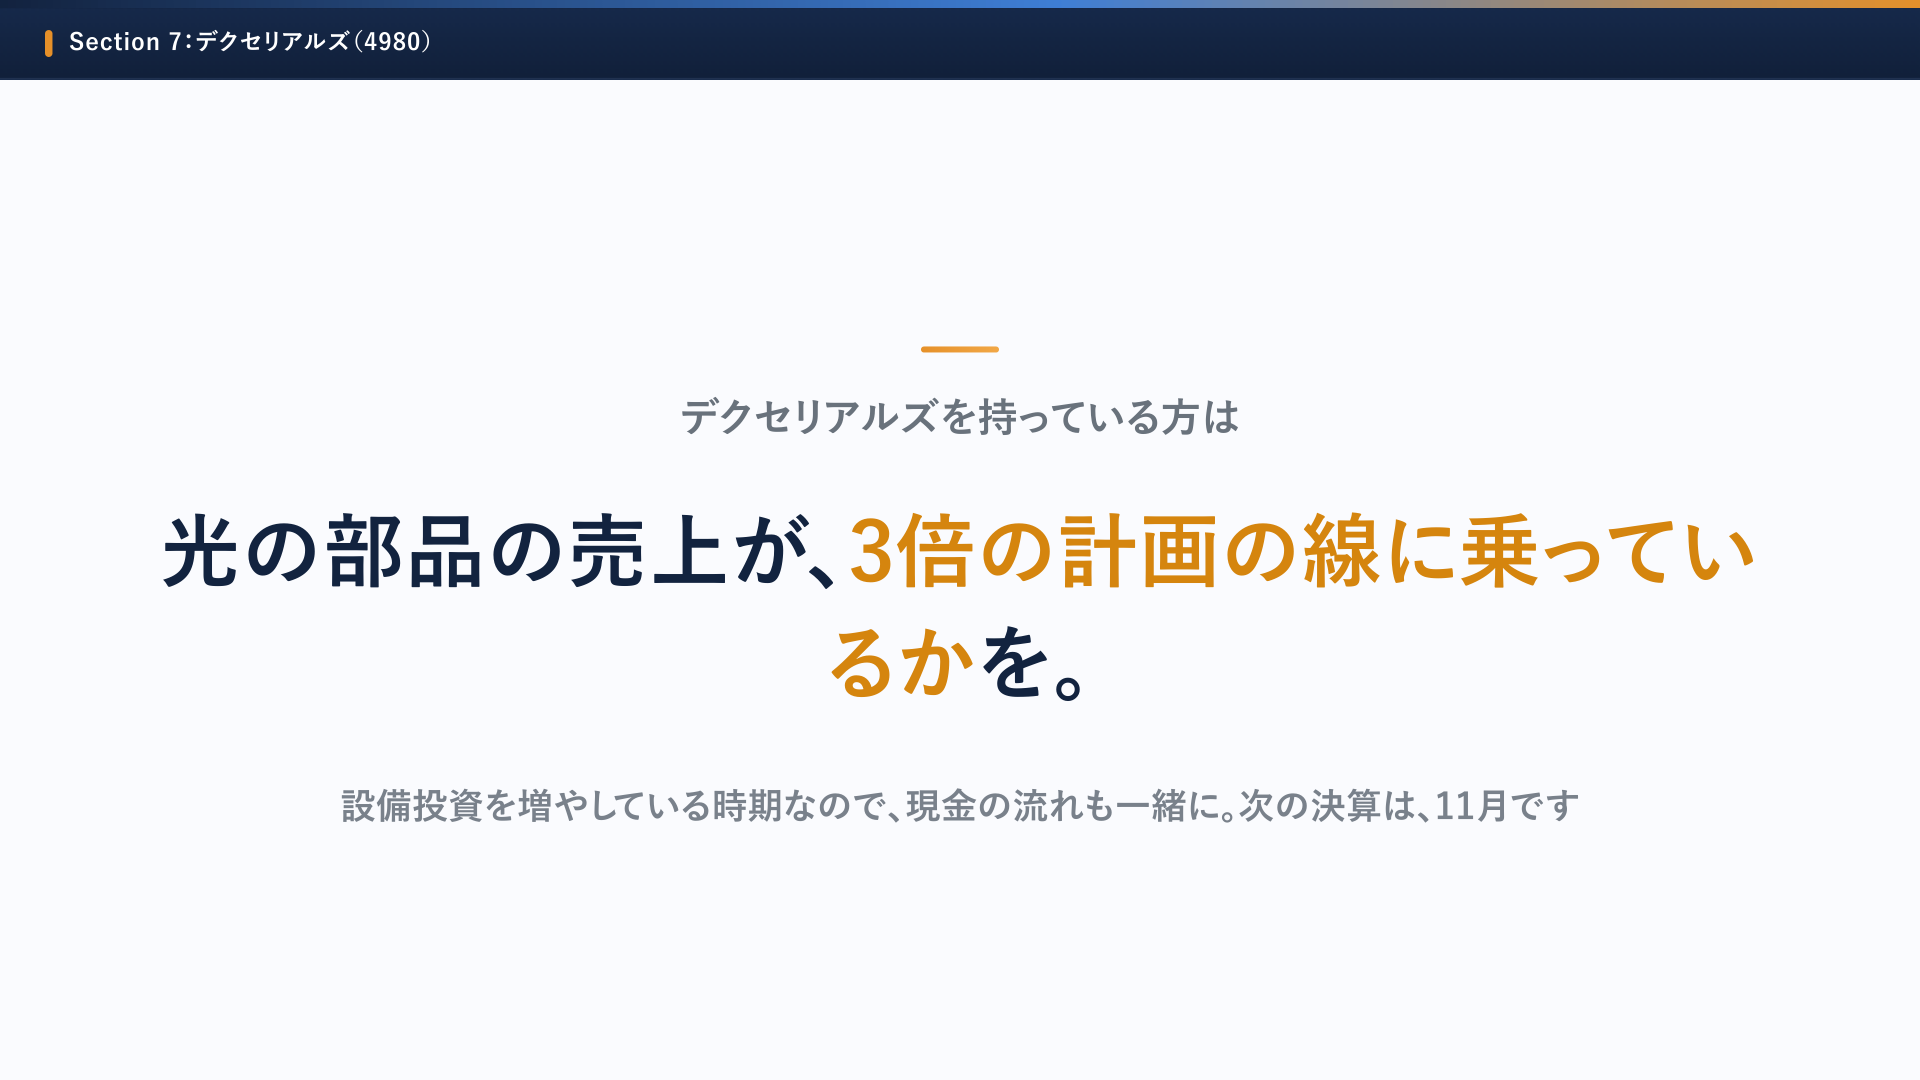 Section 7：デクセリアルズ（4980）
デクセリアルズを持っている方は
光の部品の売上が、3倍の計画の線に乗ってい
るかを。
設備投資を増やしている時期なので、現金の流れも一緒に。次の決算は、11月です